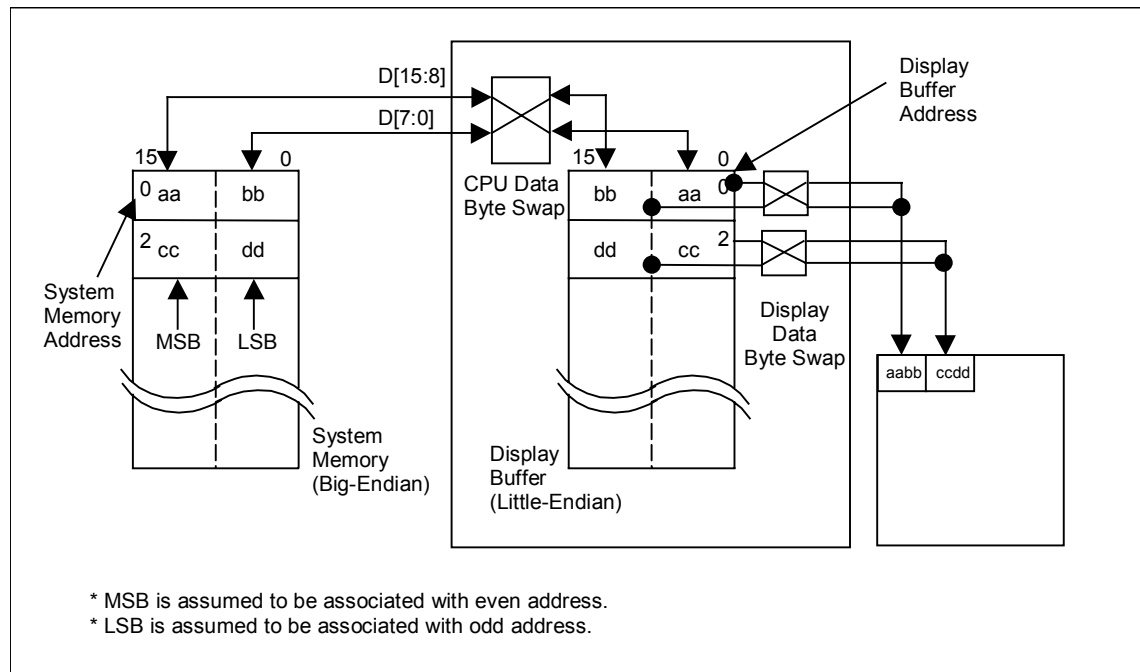 D[15:8]
D[7:0]
Display
Buffer
Address
15
0
15
0
CPU Data
Byte Swap
0
aa
bb
bb
aa
0
2
cc
dd
dd
cc
2
System
Memory
Address
MSB
LSB
Display
Data
Byte Swap
aabb
ccdd
System
Memory
(Big-Endian)
Display
Buffer
(Little-Endian)
* MSB is assumed to be associated with even address.
* LSB is assumed to be associated with odd address.